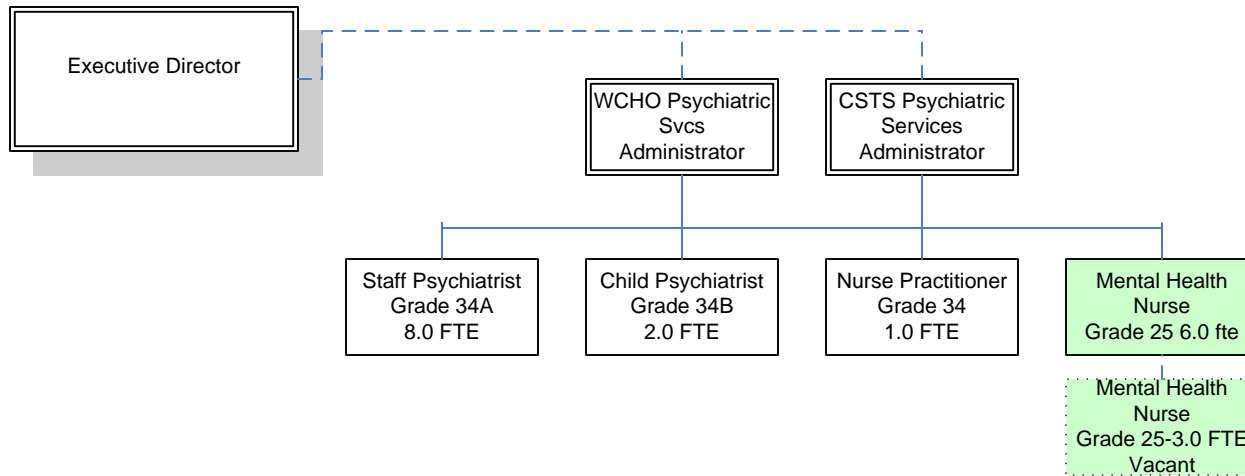 Executive Director
WCHO Psychiatric
Svcs
Administrator
CSTS Psychiatric
Services
Administrator
Staff Psychiatrist
Grade 34A
8.0 FTE
Child Psychiatrist
Grade 34B
2.0 FTE
Nurse Practitioner
Grade 34
1.0 FTE
Mental Health
Nurse
Grade 25 6.0 fte
Mental Health
Nurse
Grade 25-3.0 FTE
Vacant